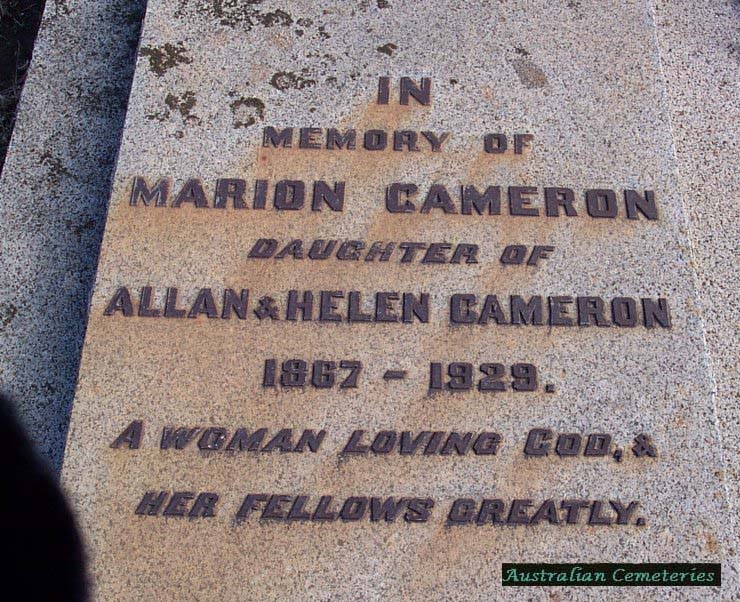 IN
MEMORY OF
MARION CAMERON
DAUGHTER OF
ALLAN & HELEN CAMERON
1867 - 1929.
A WOMAN LOVING GOD, &
HER FELLOWS GREATLY.
Australian Cemeteries